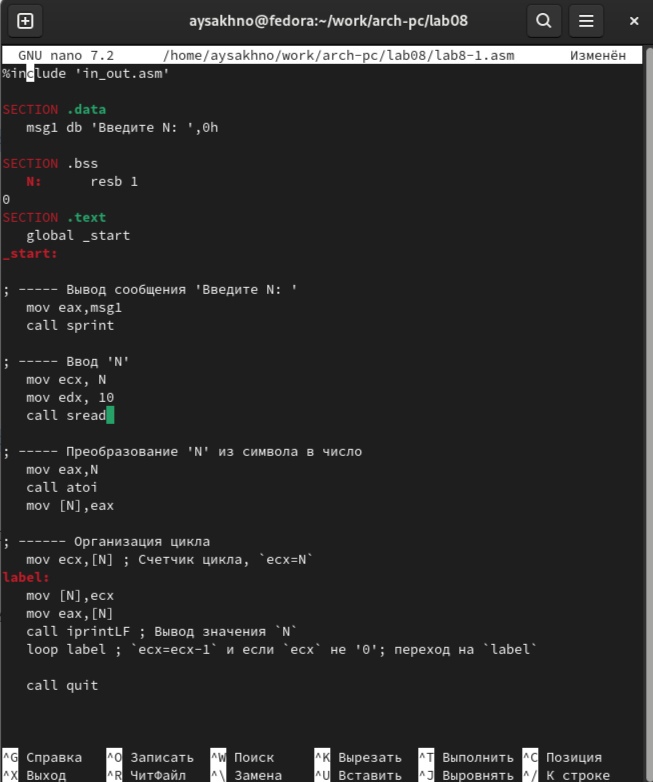 aysakhno@fedora:~/work/arch-pc/lab08
GNU nano 7.2 /home/aysakhno/work/arch-pc/lab08/lab8-1.asm Изменён
%include 'in_out.asm'
SECTION .data
msg1 db 'Введите N: ',0h
SECTION .bss
N: resb 1
0
SECTION .text
global _start
_start:
; ----- Вывод сообщения 'Введите N: '
mov eax,msg1
call sprint
; ----- Ввод 'N'
mov ecx, N
mov edx, 10
call sread
; ----- Преобразование 'N' из символа в число
mov eax,N
call atoi
mov [N],eax
; ------ Организация цикла
mov ecx,[N] ; Счетчик цикла, `ecx=N`
label:
mov [N],ecx
mov eax,[N]
call iprintLF ; Вывод значения `N`
loop label ; `ecx=ecx-1` и если `ecx` не '0'; переход на `label`
call quit
^G Справка ^O Записать ^W Поиск ^K Вырезать ^T Выполнить ^C Позиция
^X Выход ^R ЧитФайл ^\ Замена ^U Вставить ^J Выровнять ^/ К строке